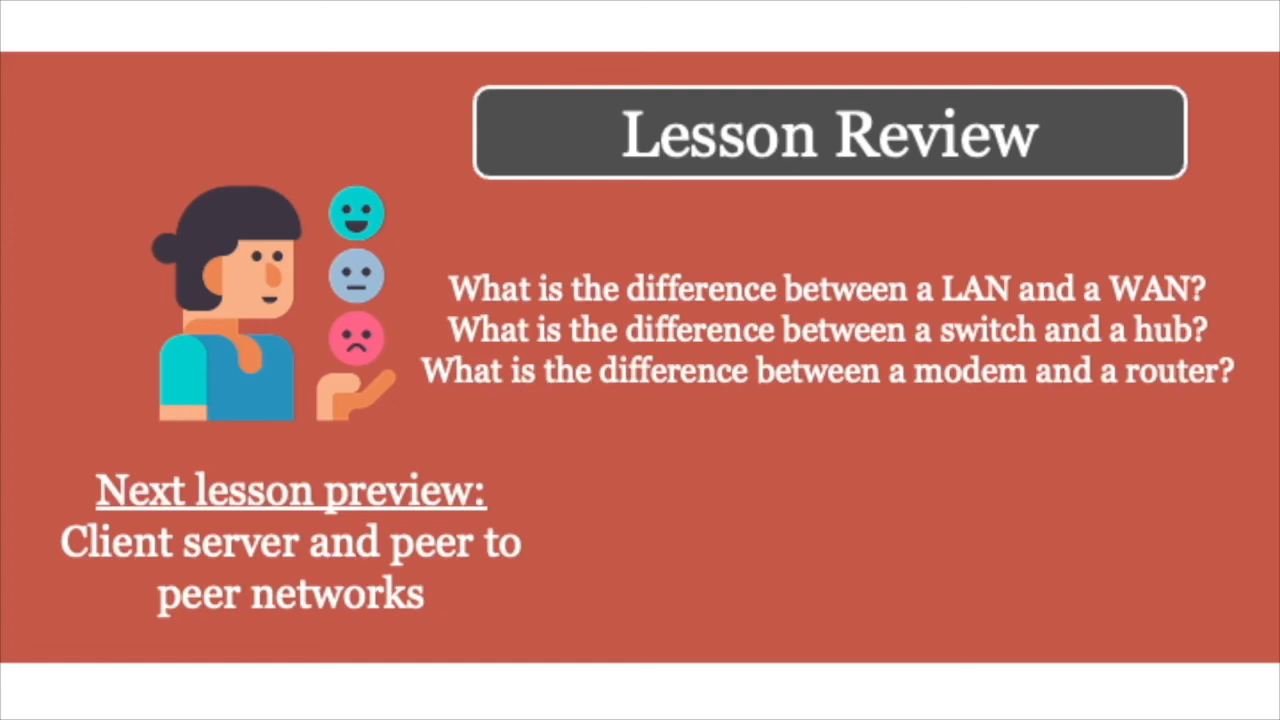 Lesson Review
What is the difference between a LAN and a WAN?
What is the difference between a switch and a hub?
What is the difference between a modem and a router?
Next lesson preview:
Client server and peer to
peer networks